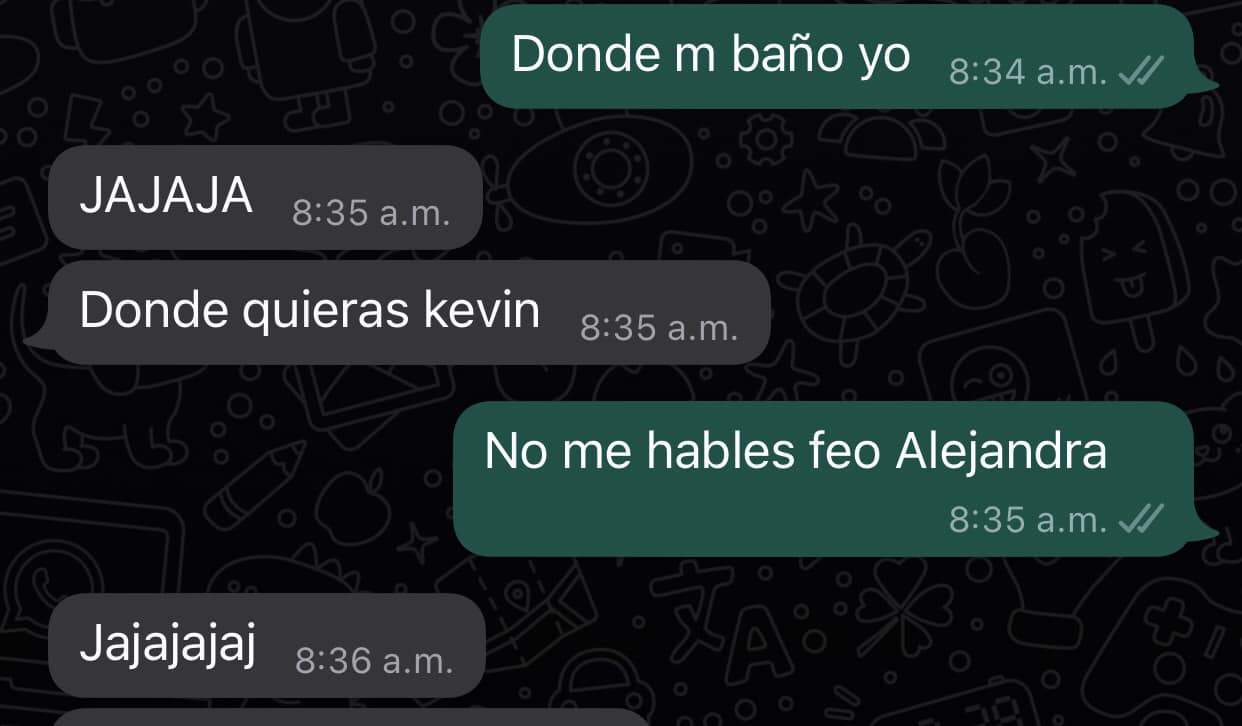 Donde m baño yo 8:34 a.m.
JAJAJA 8:35 a.m.
Donde quieras kevin 8:35 a.m.
No me hables feo Alejandra
8:35 a.m.
Jajajajaj 8:36 a.m.